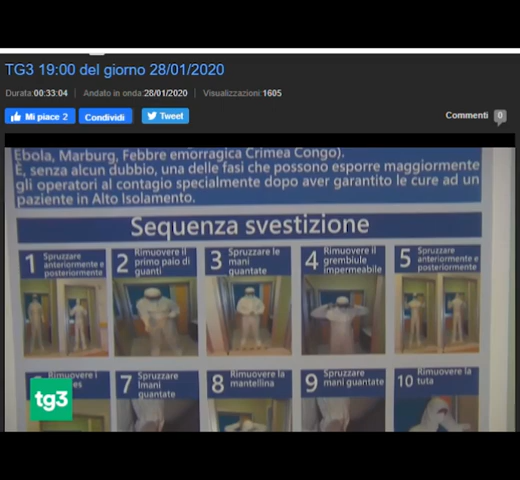 TG3 19:00 del giorno 28/01/2020
Durata:00:33:04 | Andato in onda:28/01/2020 | Visualizzazioni:1605
Mi piace 2 Condividi Tweet Commenti 0
Ebola, Marburg, Febbre emorragica Crimea Congo).
È, senza alcun dubbio, una delle fasi che possono esporre maggiormente
gli operatori al contagio specialmente dopo aver garantito le cure ad un
paziente in Alto Isolamento.
Sequenza svestizione
1 Spruzzare
anteriormente e
posteriormente
2 Rimuovere il
primo paio di
guanti
3 Spruzzare le
mani
guantate
4 Rimuovere il
grembiule
impermeabile
5 Spruzzare
anteriormente e
posteriormente
Rimuovere i
7 Spruzzare
lmani
guantate
8 Rimuovere la
mantellina
9 Spruzzare
mani guantate
10 Rimuovere la
tuta
tg3